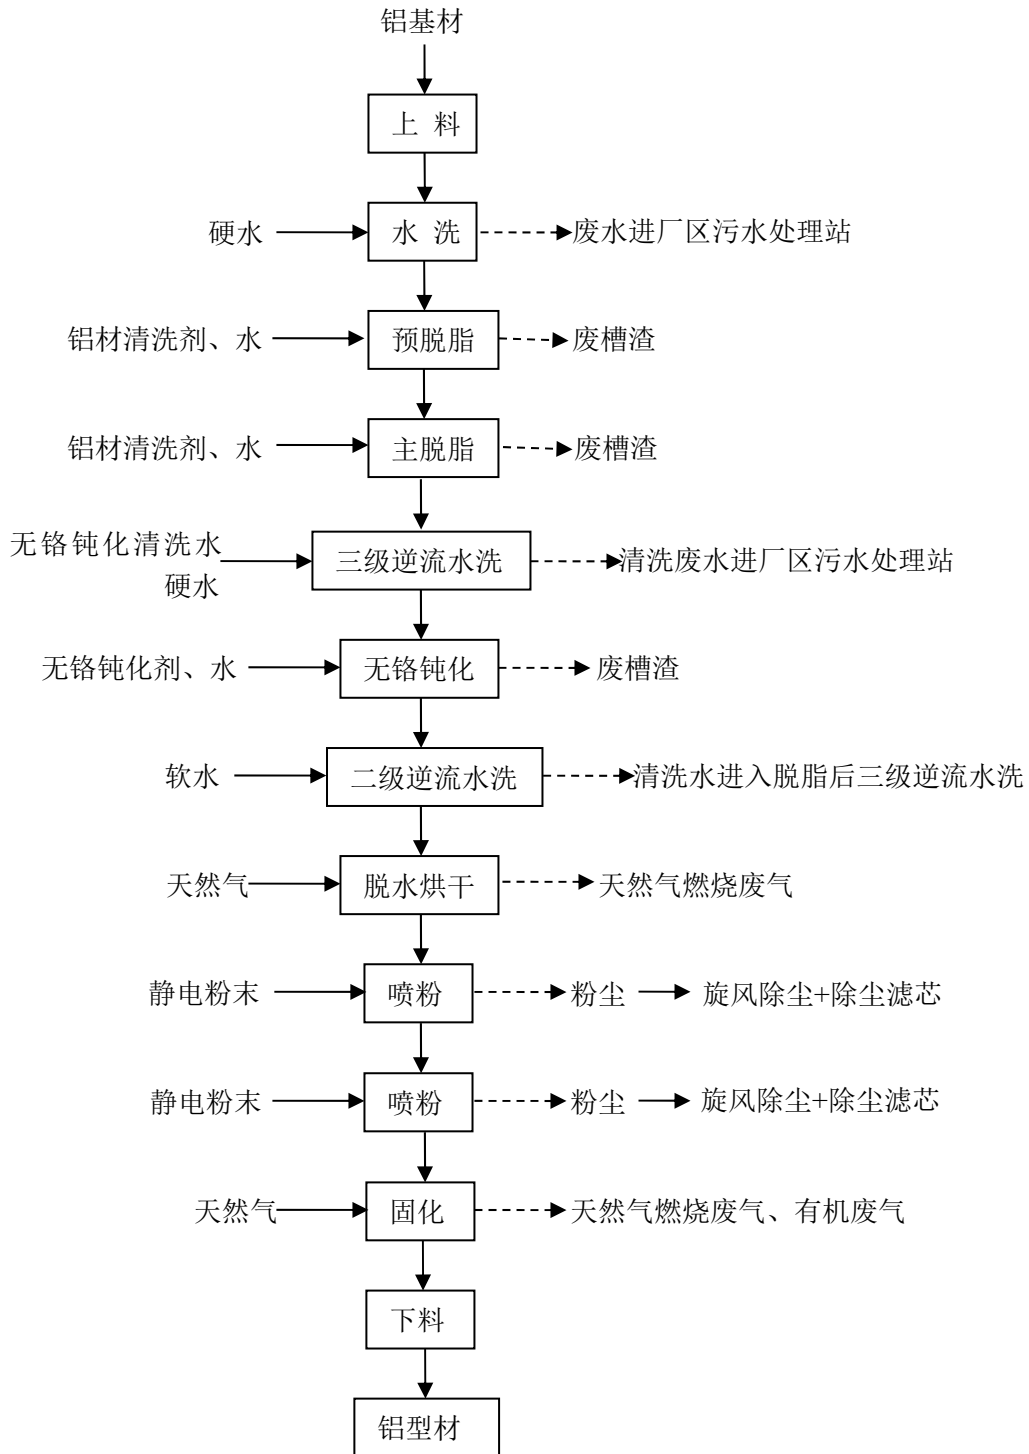 铝基材
上 料
硬水
水 洗
废水进厂区污水处理站
铝材清洗剂、水
预脱脂
废槽渣
铝材清洗剂、水
主脱脂
废槽渣
无铬钝化清洗水
硬水
三级逆流水洗
清洗废水进厂区污水处理站
无铬钝化剂、水
无铬钝化
废槽渣
软水
二级逆流水洗
清洗水进入脱脂后三级逆流水洗
天然气
脱水烘干
天然气燃烧废气
静电粉末
喷粉
粉尘
旋风除尘+除尘滤芯
静电粉末
喷粉
粉尘
旋风除尘+除尘滤芯
天然气
固化
天然气燃烧废气、有机废气
下料
铝型材